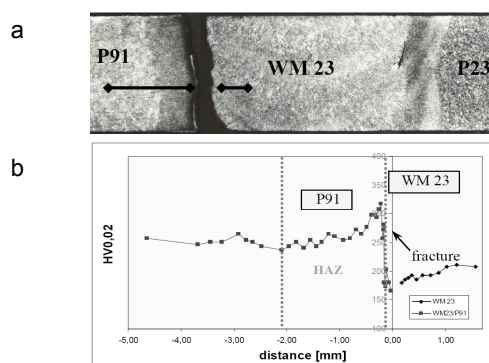 a
P91
WM 23
P23
b
HV0,02
400
350
300
250
200
150
100
P91
WM 23
HAZ
fracture
WM 23
WM23/P91
-5,00
-4,00
-3,00
-2,00
-1,00
0,00
1,00
distance [mm]